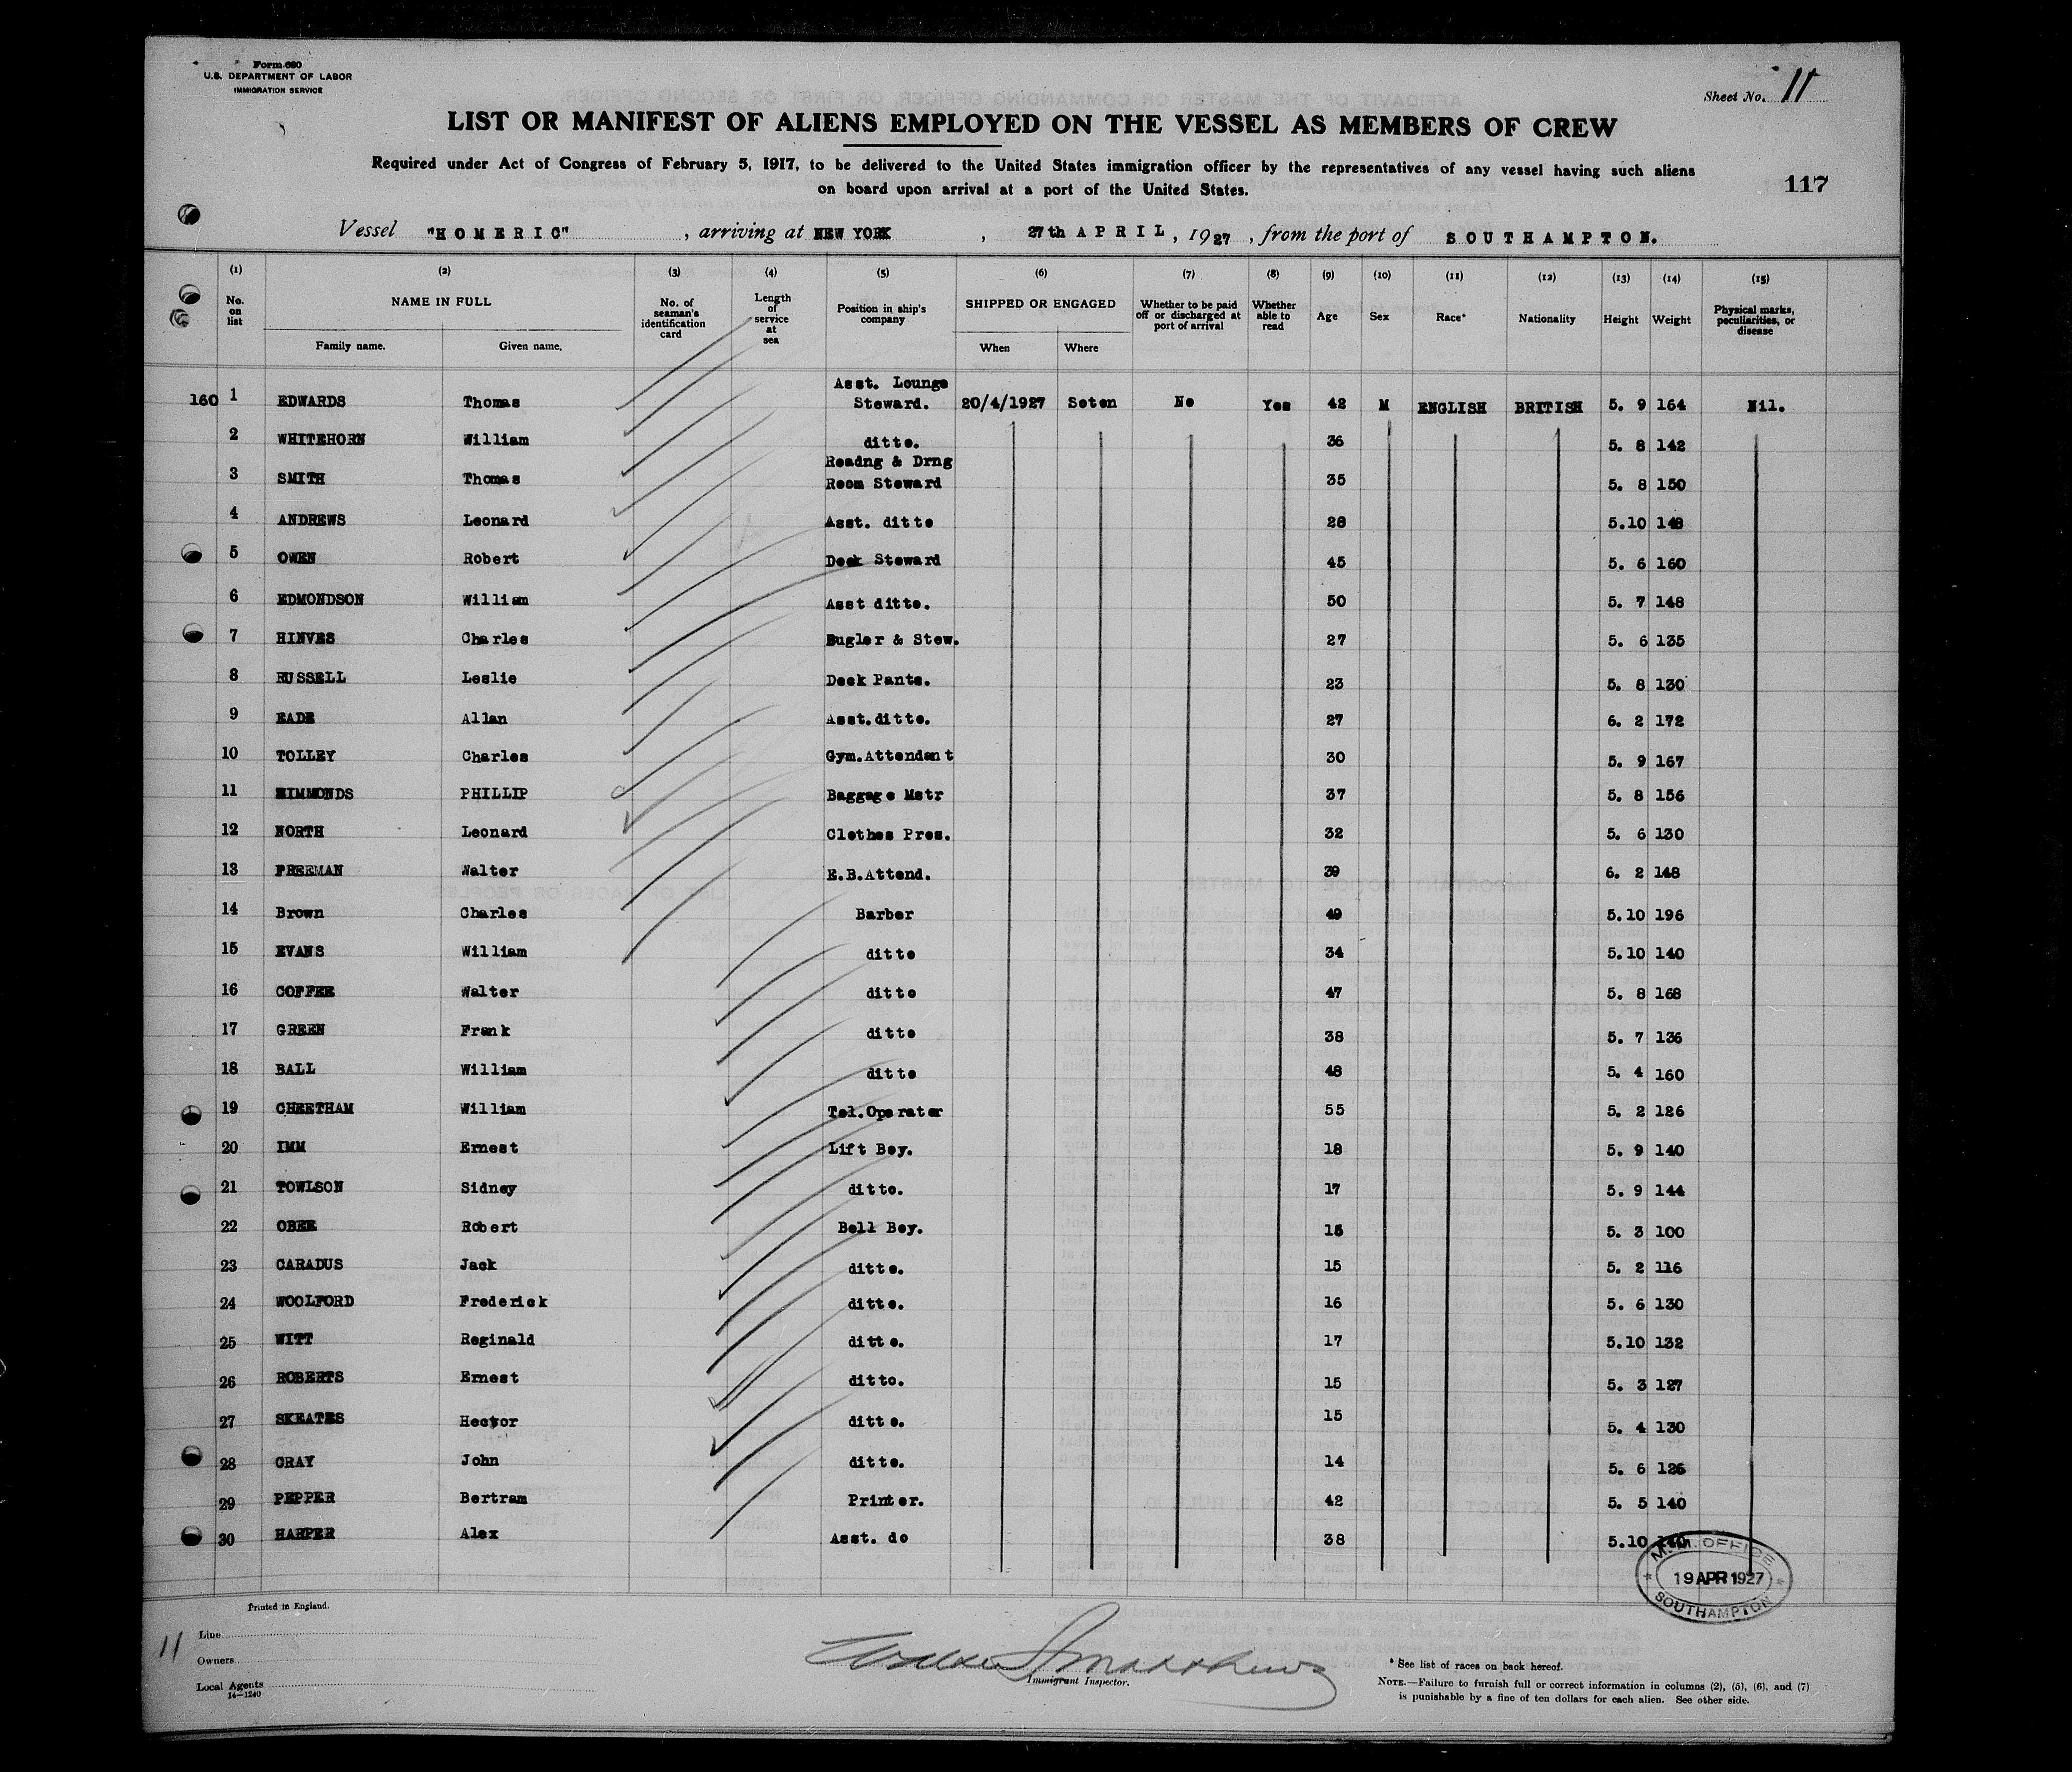 Form 680
U.S. DEPARTMENT OF LABOR
IMMIGRATION SERVICE
Sheet No. 11
LIST OR MANIFEST OF ALIENS EMPLOYED ON THE VESSEL AS MEMBERS OF CREW
Required under Act of Congress of February 5, 1917, to be delivered to the United States immigration officer by the representatives of any vessel having such aliens
on board upon arrival at a port of the United States.
117
Vessel "HOMERIC", arriving at NEW YORK, 27th APRIL, 1927, from the port of SOUTHAMPTON.
(1) (2) (3) (4) (5) (6) (7) (8) (9) (10) (11) (12) (13) (14) (15)
No. on list NAME IN FULL Family name. Given name. No. of seaman's identification card Length of service at sea Position in ship's company SHIPPED OR ENGAGED When Where Whether to be paid off or discharged at port of arrival Whether able to read Age Sex Race* Nationality Height Weight Physical marks, peculiarities, or disease
160 1 EDWARDS Thomas Asst. Lounge Steward. 20/4/1927 Soton No Yes 42 M ENGLISH BRITISH 5. 9 164 Nil.
2 WHITEHORN William ditto. 36 5. 8 142
3 SMITH Thomas Readng & Drng Room Steward 35 5. 8 150
4 ANDREWS Leonard Asst. ditto 28 5.10 148
5 OWEN Robert Deck Steward 45 5. 6 160
6 EDMONDSON William Asst ditto. 50 5. 7 148
7 HINVES Charles Bugler & Stew. 27 5. 6 135
8 RUSSELL Leslie Deck Pants. 23 5. 8 130
9 EADE Allan Asst.ditto. 27 6. 2 172
10 TOLLEY Charles Gym.Attendant 30 5. 9 167
11 SIMMONDS PHILLIP Baggage Mstr 37 5. 8 156
12 NORTH Leonard Clothes Pres. 32 5. 6 130
13 FREEMAN Walter E.B.Attend. 39 6. 2 148
14 Brown Charles Barber 49 5.10 196
15 EVANS William ditto 34 5.10 140
16 COFFEE Walter ditto 47 5. 8 168
17 GREEN Frank ditto 38 5. 7 136
18 BALL William ditto 48 5. 4 160
19 CHEETHAM William Tel.Operator 55 5. 2 126
20 IMM Ernest Lift Boy. 18 5. 9 140
21 TOWLSON Sidney ditto. 17 5. 9 144
22 OBEE Robert Bell Boy. 5. 3 100
23 CARADUS Jack ditto. 15 5. 2 116
24 WOOLFORD Frederick ditto. 16 5. 6 130
25 WITT Reginald ditto. 17 5.10 132
26 ROBERTS Ernest ditto. 15 5. 3 127
27 SKEATES Hector ditto. 15 5. 4 130
28 GRAY John ditto. 14 5. 6 126
29 PEPPER Bertram Printer. 42 5. 5 140
30 HARPER Alex Asst. do 38 5.10
M.M. OFFICE
19 APR 1927
SOUTHAMPTON
Printed in England.
11
Line
Owners
Local Agents
14—1240
Immigrant Inspector.
* See list of races on back hereof.
NOTE.—Failure to furnish full or correct information in columns (2), (5), (6), and (7)
is punishable by a fine of ten dollars for each alien. See other side.